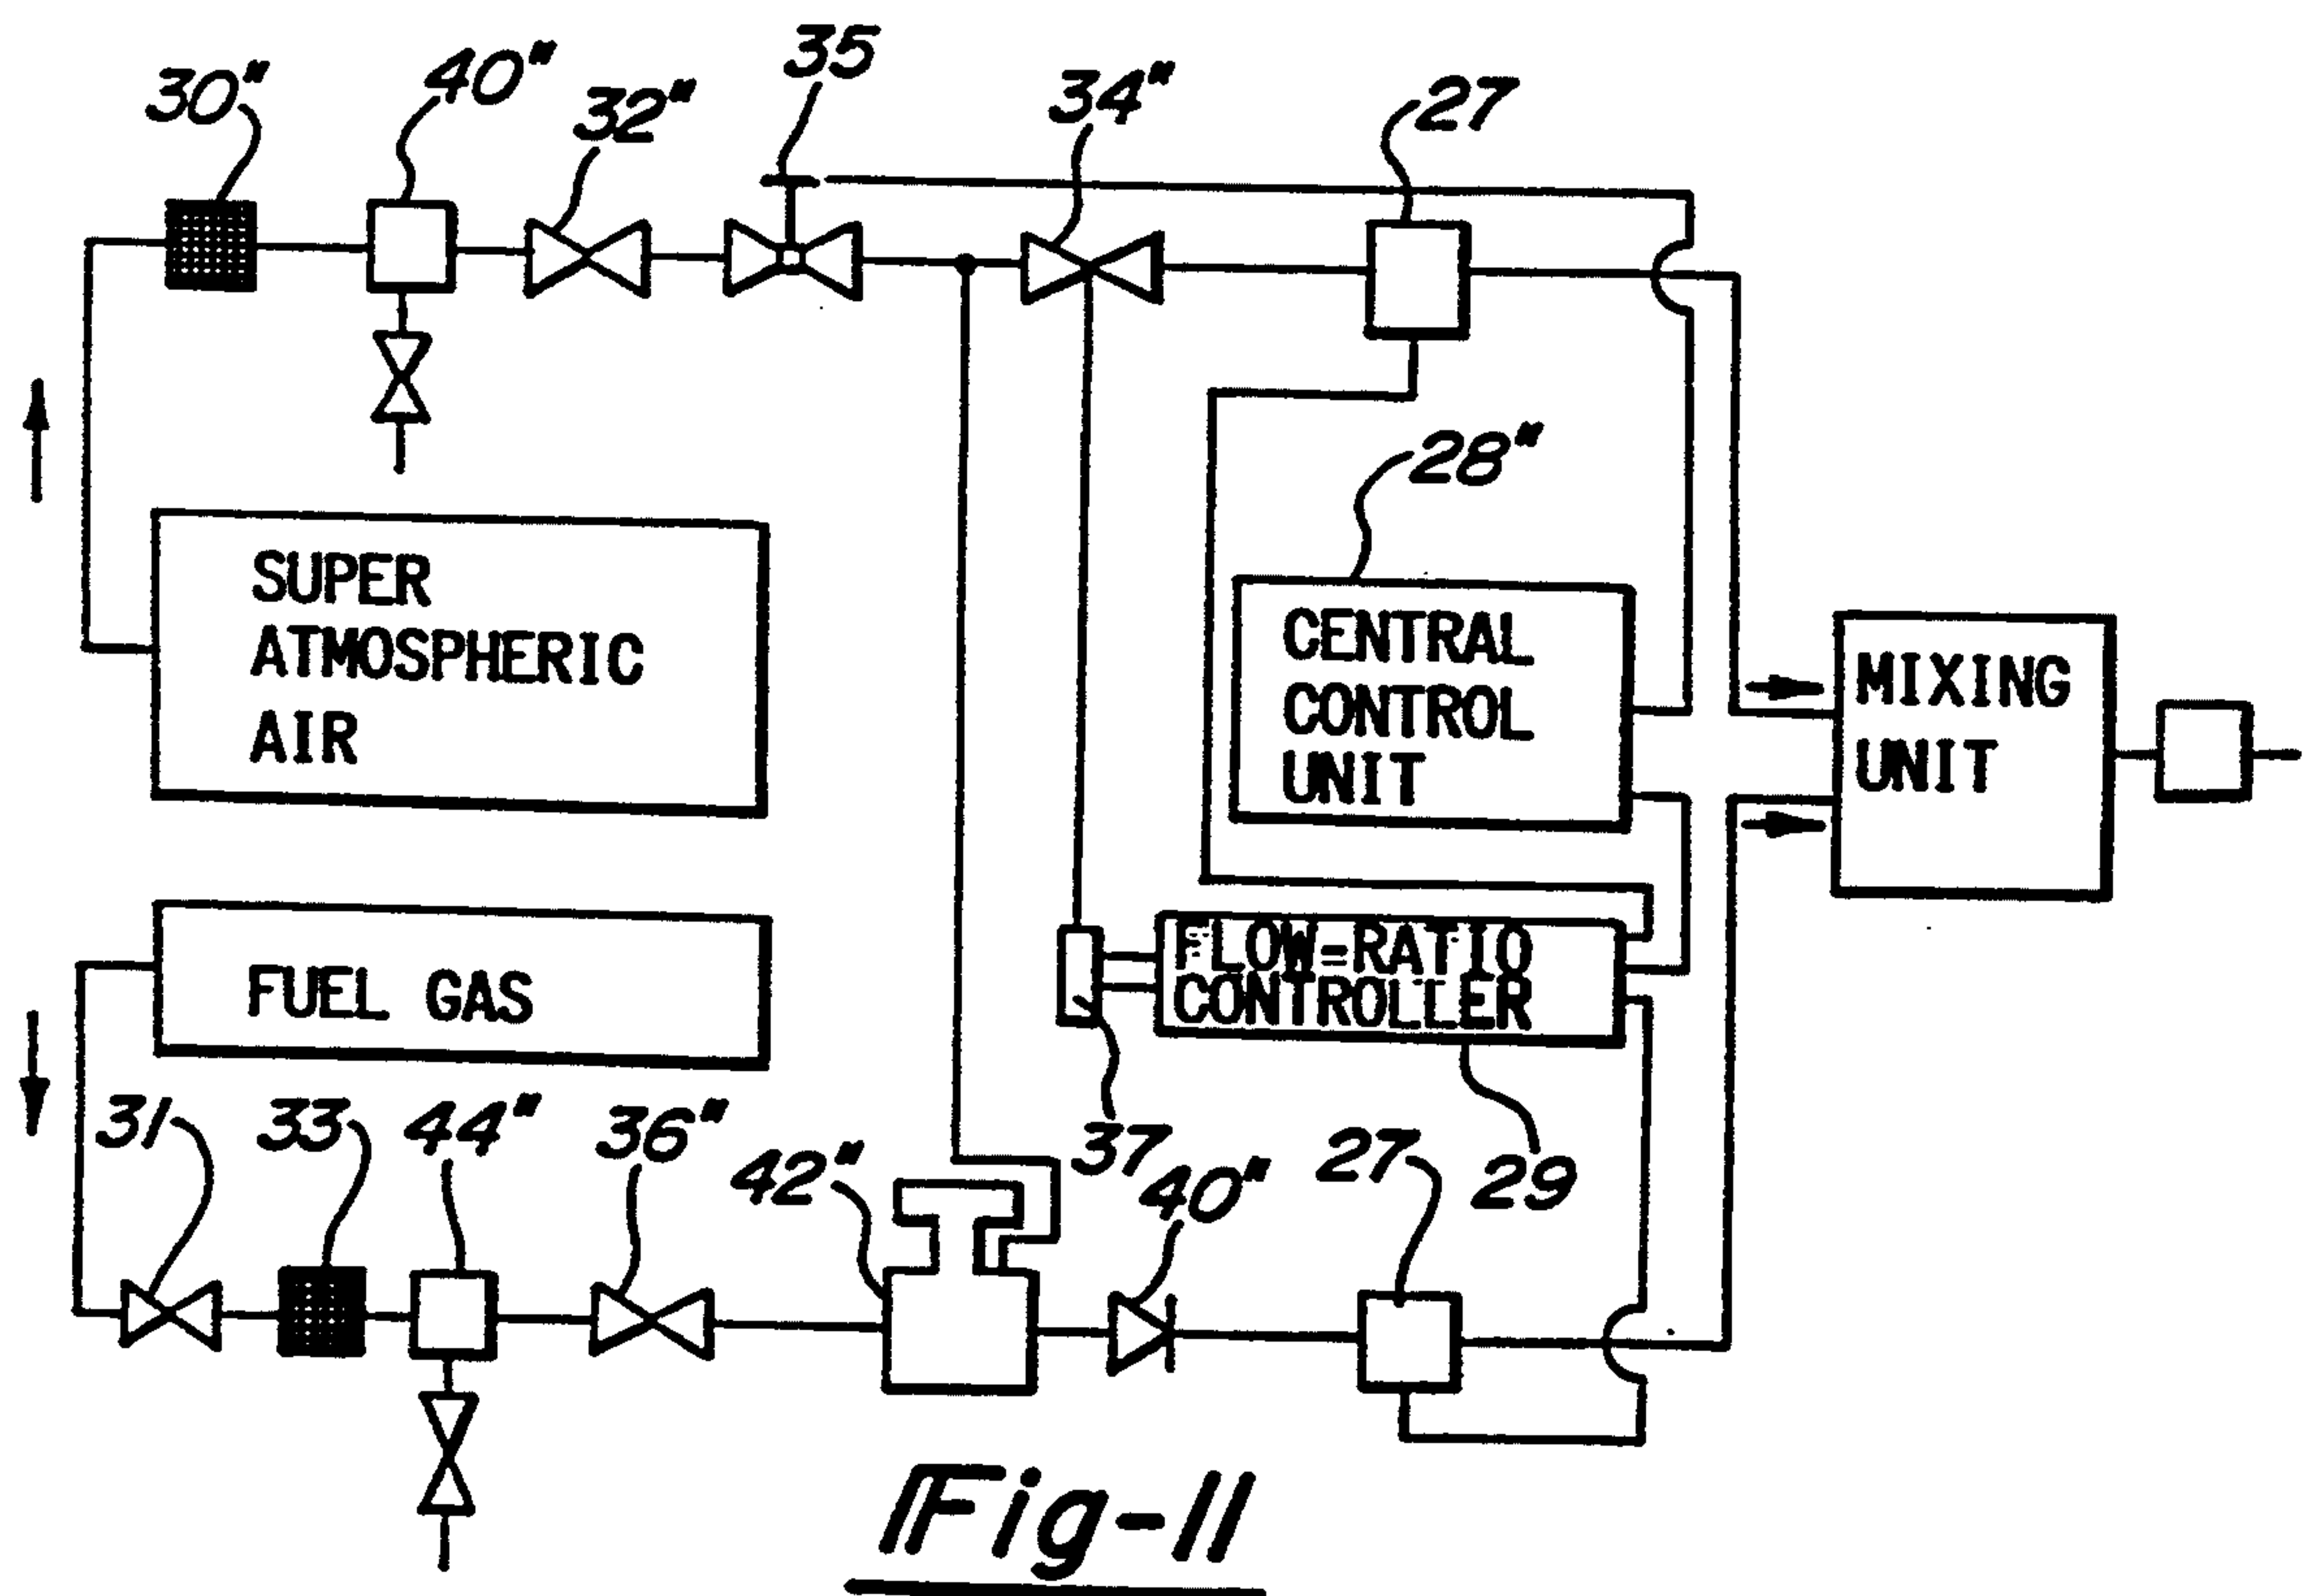 30"
40"
32"
35
34"
27
28"
SUPER
ATMOSPHERIC
AIR
CENTRAL
CONTROL
UNIT
MIXING
UNIT
FUEL GAS
FLOW-RATIO
CONTROLLER
31
33
44"
36"
42"
37
40"
27
29
Fig-11